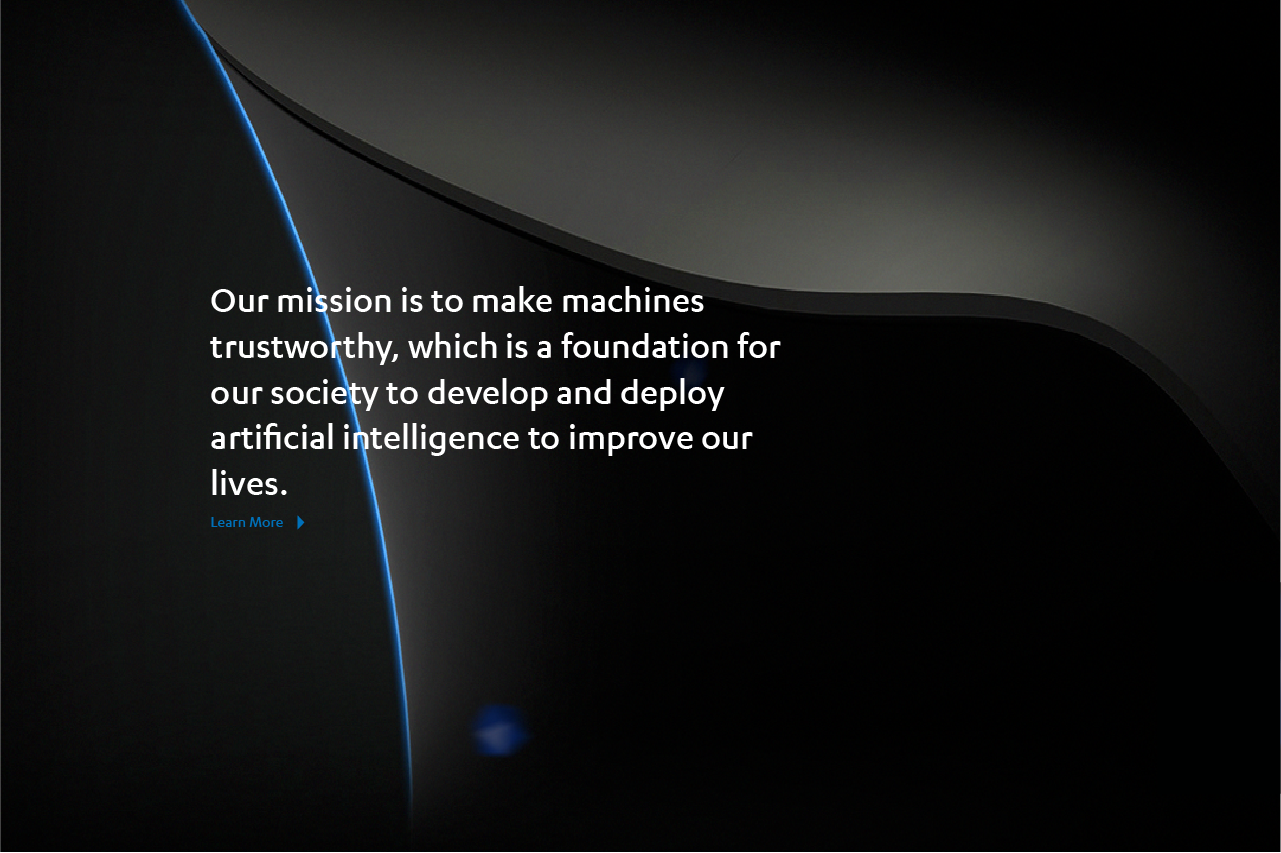 Our mission is to make machines
trustworthy, which is a foundation for
our society to develop and deploy
artificial intelligence to improve our
lives.
Learn More